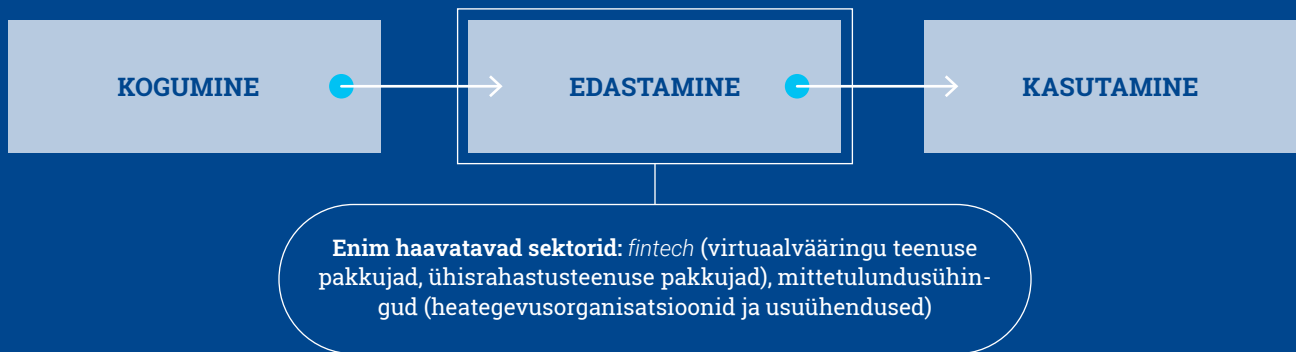 KOGUMINE
EDASTAMINE
KASUTAMINE
Enim haavatavad sektorid: fintech (virtuaalvääringu teenuse
pakkujad, ühisrahastusteenuse pakkujad), mittetulundusühin-
gud (heategevusorganisatsioonid ja usuühendused)